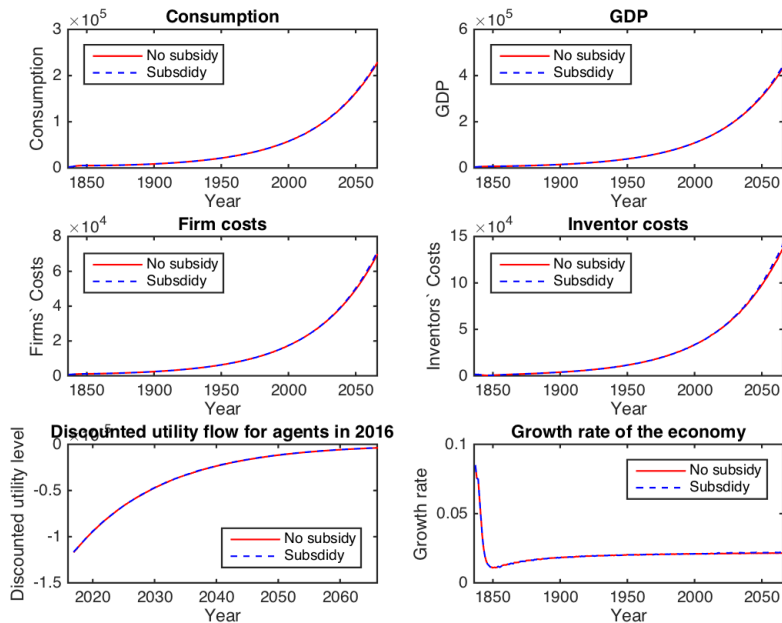 Consumption
×10^5
3
2
1
0
Consumption
No subsidy
Subsdidy
1850 1900 1950 2000 2050
Year
GDP
×10^5
6
4
2
0
GDP
No subsidy
Subsdidy
1850 1900 1950 2000 2050
Year
Firm costs
×10^4
8
6
4
2
0
Firms` Costs
No subsidy
Subsdidy
1850 1900 1950 2000 2050
Year
Inventor costs
×10^4
15
10
5
0
Inventors` Costs
No subsidy
Subsdidy
1850 1900 1950 2000 2050
Year
Discounted utility flow for agents in 2016
×10^-5
0
-0.5
-1
-1.5
Discounted utility level
No subsidy
Subsdidy
2020 2030 2040 2050 2060
Year
Growth rate of the economy
0.1
0.05
0
Growth rate
No subsidy
Subsdidy
1850 1900 1950 2000 2050
Year